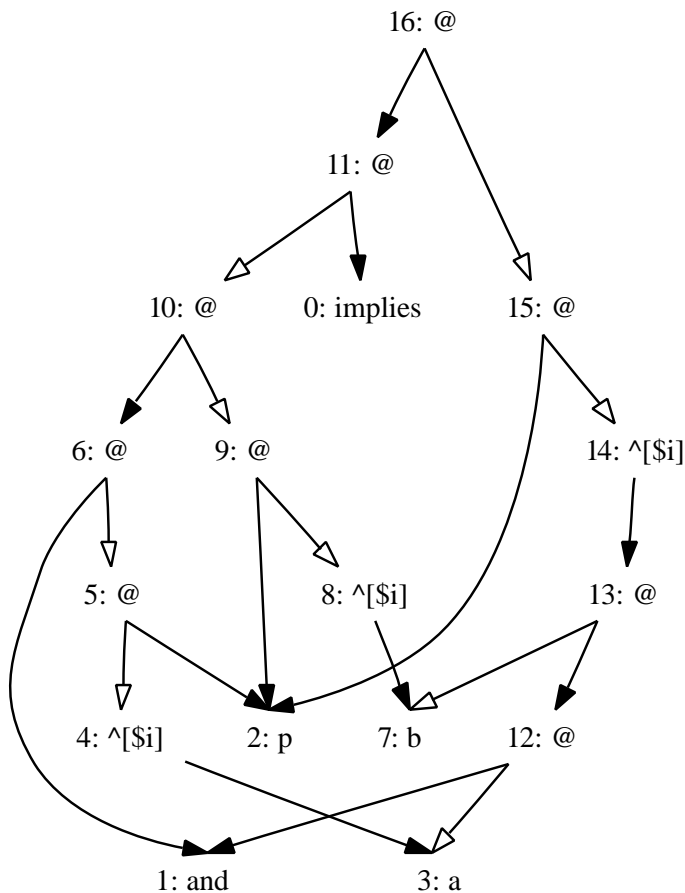 16: @
11: @
10: @
0: implies
15: @
6: @
9: @
14: ^[$i]
5: @
8: ^[$i]
13: @
4: ^[$i]
2: p
7: b
12: @
1: and
3: a